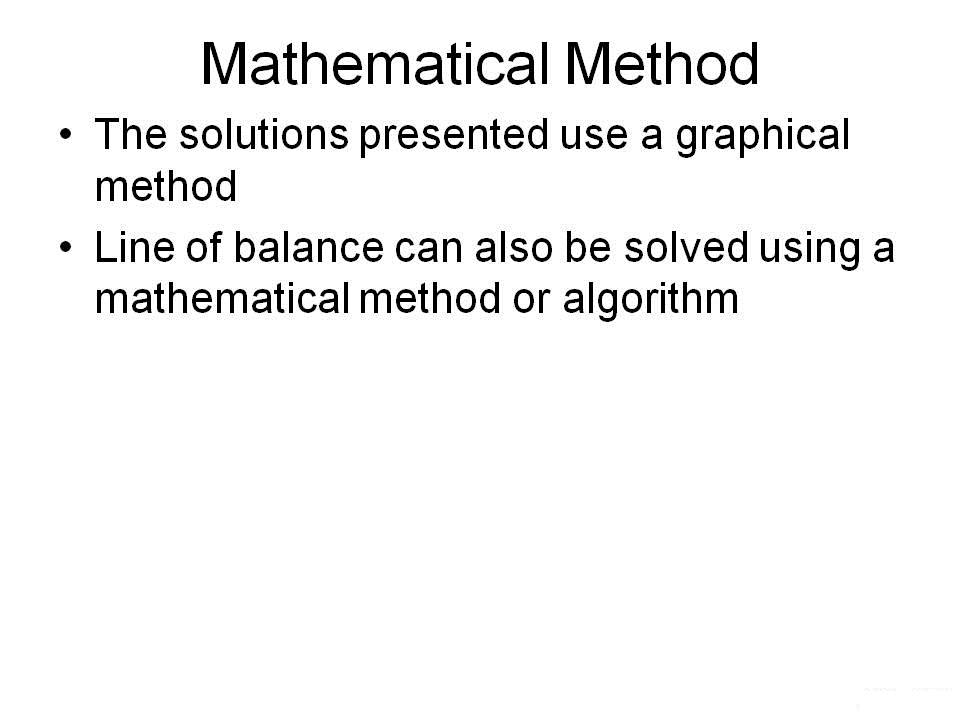 Mathematical Method
• The solutions presented use a graphical
method
• Line of balance can also be solved using a
mathematical method or algorithm